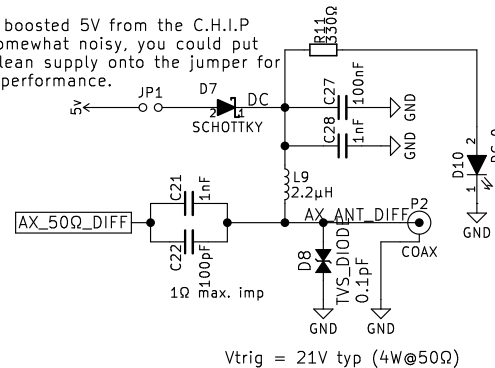 boosted 5V from the C.H.I.P
omewhat noisy, you could put
lean supply onto the jumper for
performance.
R11
330Ω
5v
JP1
D7
2
1
SCHOTTKY
DC
C27
100nF
GND
C28
1nF
GND
L9
2.2μH
D10
2
1
GND
AX_50Ω_DIFF
C21
1nF
C22
100pF
1Ω max. imp
AX_ANT_DIFF
P2
COAX
D8
TVS_DIODE
0.1pF
GND
GND
Vtrig = 21V typ (4W@50Ω)